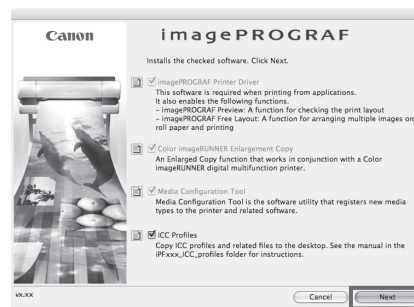 Canon
imagePROGRAF
Installs the checked software. Click Next.
imagePROGRAF Printer Driver
This software is required when printing from applications.
It also enables the following functions.
- imagePROGRAF Preview: A function for checking the print layout
- imagePROGRAF Free Layout: A function for arranging multiple images on
roll paper and printing
Color imageRUNNER Enlargement Copy
An Enlarged Copy function that works in conjunction with a Color
imageRUNNER digital multifunction printer.
Media Configuration Tool
Media Configuration Tool is the software utility that registers new media
types to the printer and related software.
ICC Profiles
Copy ICC profiles and related files to the desktop. See the manual in the
iPFxxx_ICC_profiles folder for instructions.
vx.xx
Cancel
Next